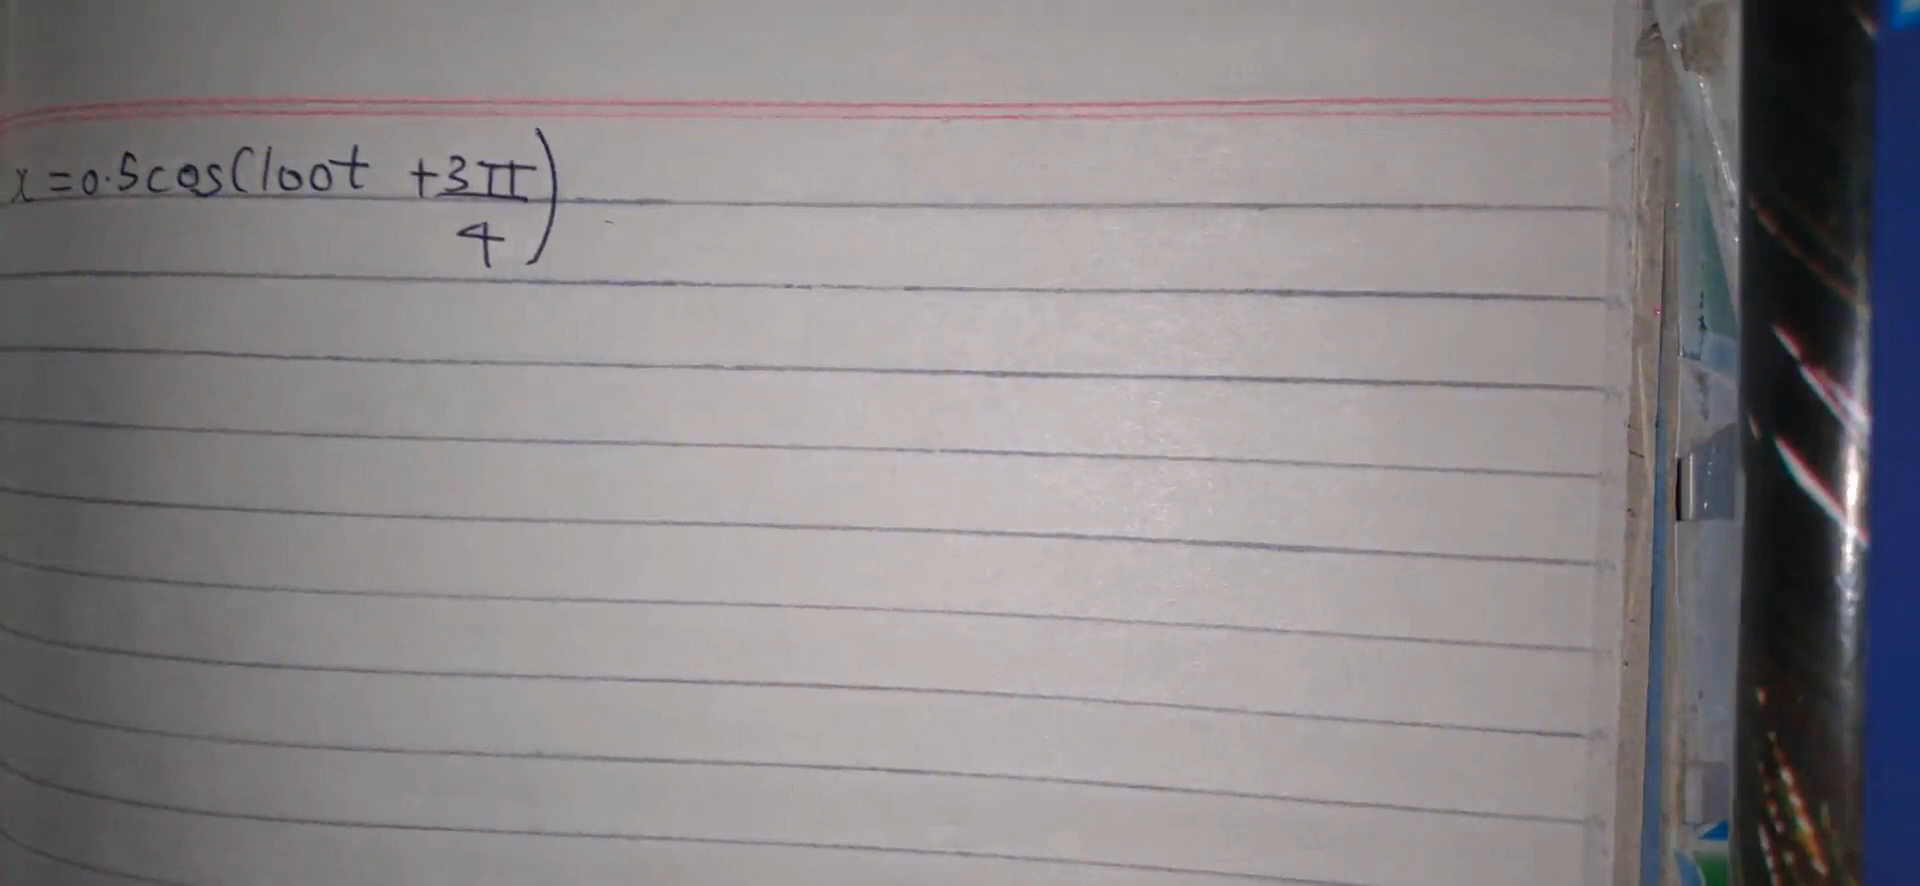 x = 0.5cos(100t + 3π/4)